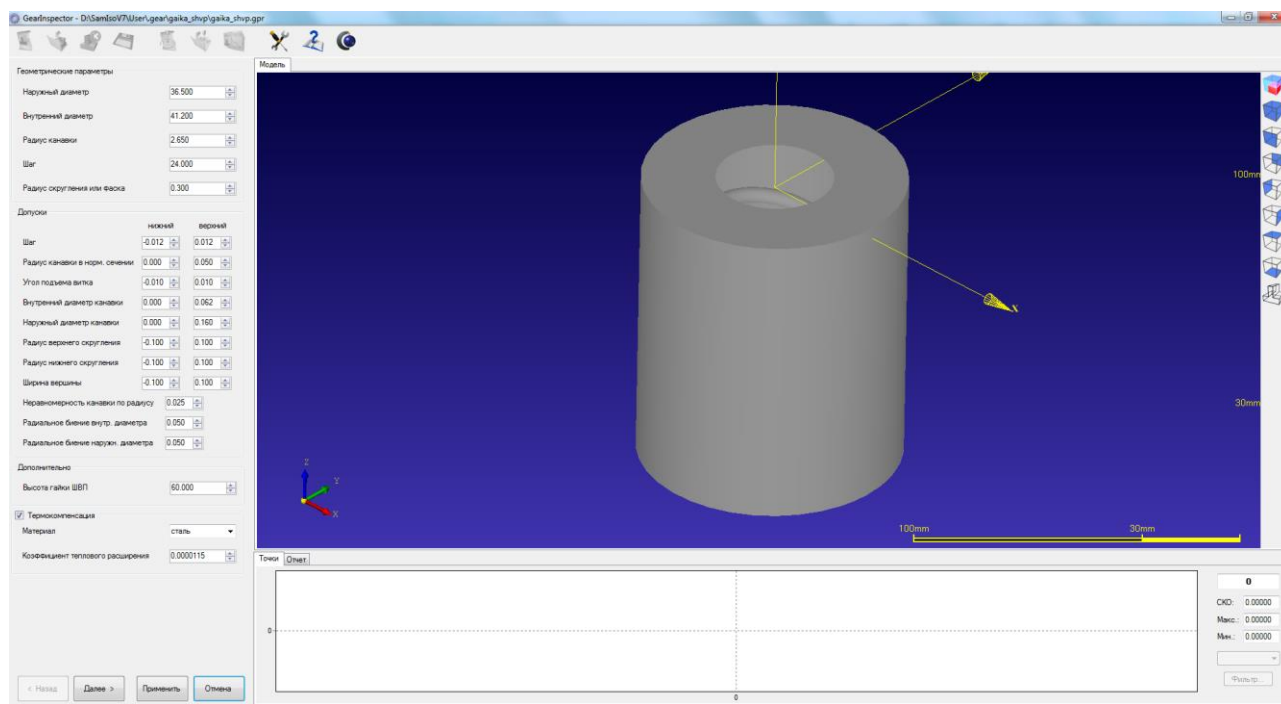 GearInspector - D:\SamIsoV7\User\.gear\gaika_shvp\gaika_shvp.gpr
Геометрические параметры
Наружный диаметр 36.500
Внутренний диаметр 41.200
Радиус канавки 2.650
Шаг 24.000
Радиус скругления или фаска 0.300
Допуски
нижний верхний
Шаг -0.012 0.012
Радиус канавки в норм. сечении 0.000 0.050
Угол подъема витка -0.010 0.010
Внутренний диаметр канавки 0.000 0.062
Наружный диаметр канавки 0.000 0.160
Радиус верхнего скругления -0.100 0.100
Радиус нижнего скругления -0.100 0.100
Ширина вершины -0.100 0.100
Неравномерность канавки по радиусу 0.025
Радиальное биение внутр. диаметра 0.050
Радиальное биение наружн. диаметра 0.050
Дополнительно
Высота гайки ШВП 60.000
Термокомпенсация
Материал сталь
Коэффициент теплового расширения 0.0000115
< Назад Далее > Применить Отмена
Модель
X
100mm
30mm
Z
Y
X
100mm 30mm
Точки Отчет
0
0
0
СКО: 0.00000
Макс.: 0.00000
Мин.: 0.00000
Фильтр...